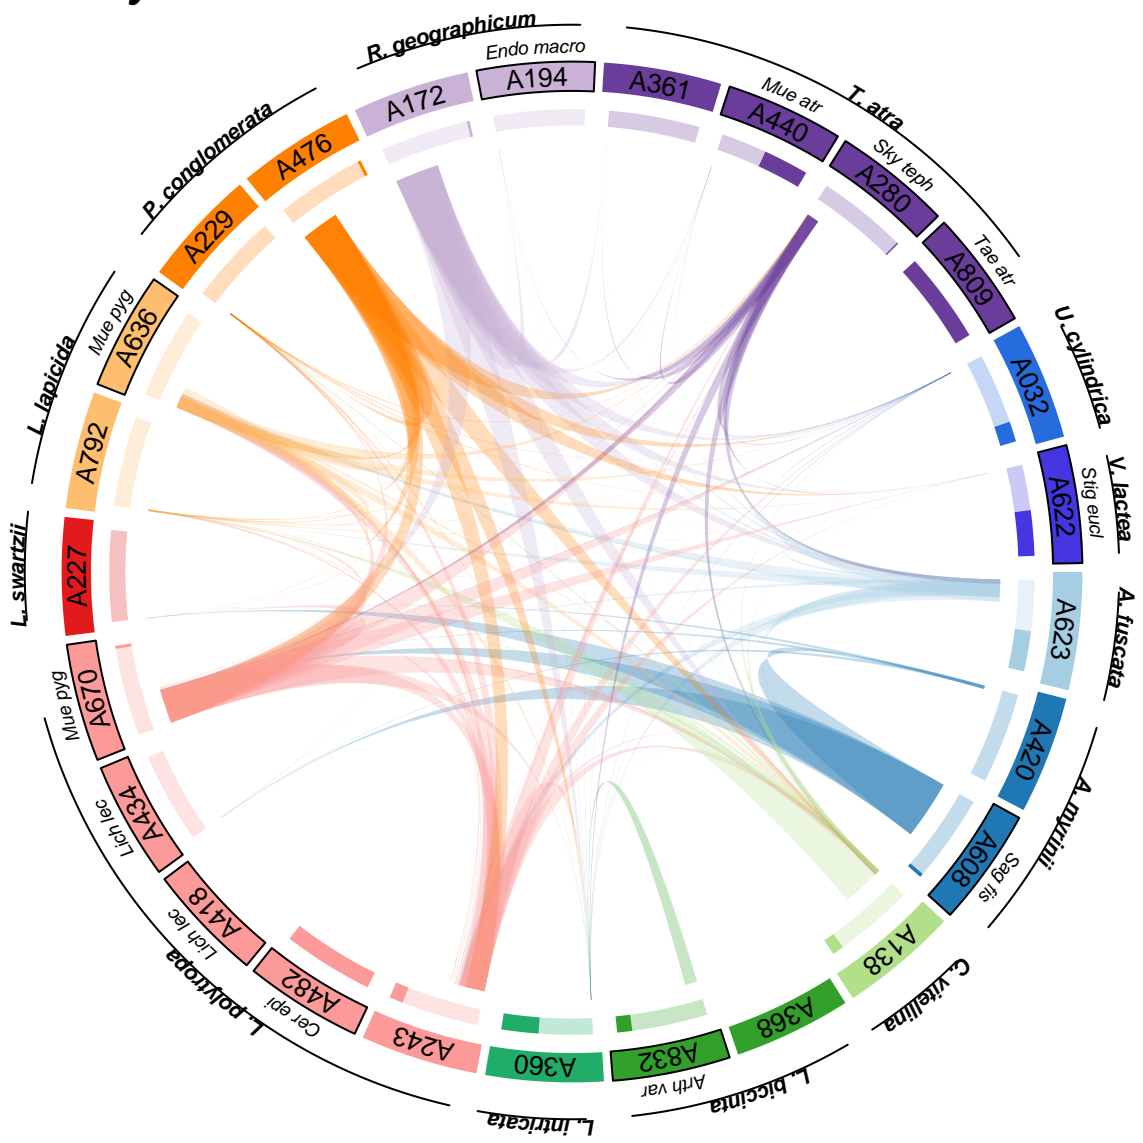 R. geographicum
Endo macro
A172
A194
T. atra
A361
Mue atr
A440
Sky teph
A280
Tae atr
A809
U. cylindrica
A032
V. lactea
Stig eucl
A622
A. fuscata
A623
A. myrinii
A420
Sag fis
A608
C. vitellina
A138
L. biccinta
A368
Arth var
A832
L. intricata
A360
L. polytropa
A243
Cer epi
A482
Lich lec
A418
Lich lec
A434
Mue pyg
A670
L. swartzii
A227
L. lapicida
A792
Mue pyg
A636
P. conglomerata
A229
A476